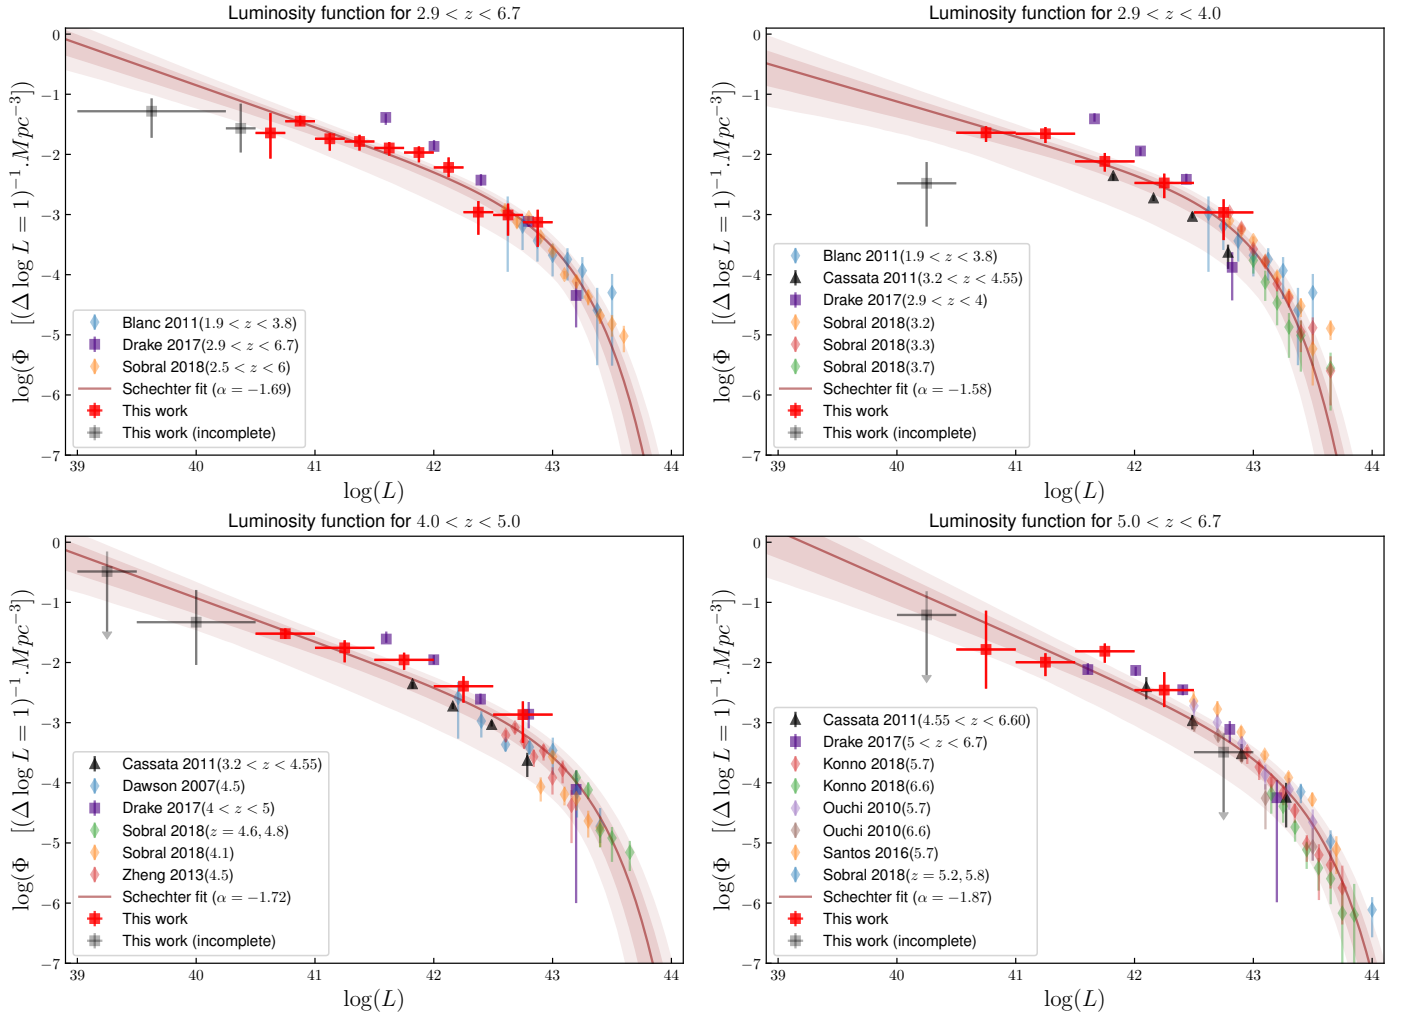 Luminosity function for 2.9 < z < 6.7
log(Φ [(Δ log L = 1)⁻¹.Mpc⁻³])
0
−1
−2
−3
−4
−5
−6
−7
Blanc 2011(1.9 < z < 3.8)
Drake 2017(2.9 < z < 6.7)
Sobral 2018(2.5 < z < 6)
Schechter fit (α = −1.69)
This work
This work (incomplete)
39 40 41 42 43 44
log(L)
Luminosity function for 2.9 < z < 4.0
log(Φ [(Δ log L = 1)⁻¹.Mpc⁻³])
0
−1
−2
−3
−4
−5
−6
−7
Blanc 2011(1.9 < z < 3.8)
Cassata 2011(3.2 < z < 4.55)
Drake 2017(2.9 < z < 4)
Sobral 2018(3.2)
Sobral 2018(3.3)
Sobral 2018(3.7)
Schechter fit (α = −1.58)
This work
This work (incomplete)
39 40 41 42 43 44
log(L)
Luminosity function for 4.0 < z < 5.0
log(Φ [(Δ log L = 1)⁻¹.Mpc⁻³])
0
−1
−2
−3
−4
−5
−6
−7
Cassata 2011(3.2 < z < 4.55)
Dawson 2007(4.5)
Drake 2017(4 < z < 5)
Sobral 2018(z = 4.6, 4.8)
Sobral 2018(4.1)
Zheng 2013(4.5)
Schechter fit (α = −1.72)
This work
This work (incomplete)
39 40 41 42 43 44
log(L)
Luminosity function for 5.0 < z < 6.7
log(Φ [(Δ log L = 1)⁻¹.Mpc⁻³])
0
−1
−2
−3
−4
−5
−6
−7
Cassata 2011(4.55 < z < 6.60)
Drake 2017(5 < z < 6.7)
Konno 2018(5.7)
Konno 2018(6.6)
Ouchi 2010(5.7)
Ouchi 2010(6.6)
Santos 2016(5.7)
Sobral 2018(z = 5.2, 5.8)
Schechter fit (α = −1.87)
This work
This work (incomplete)
39 40 41 42 43 44
log(L)